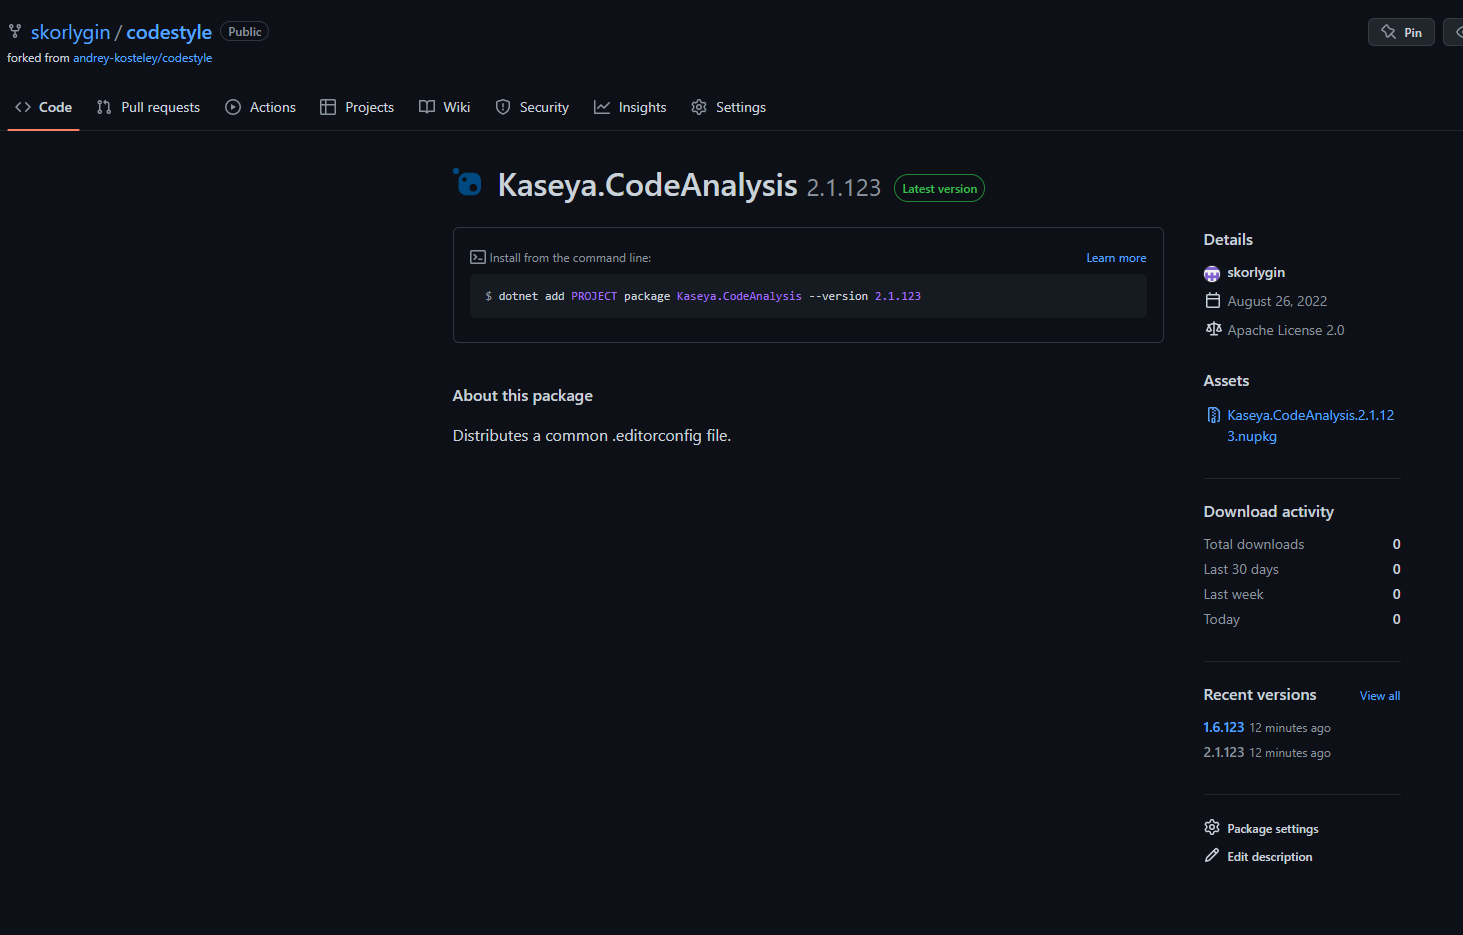 skorlygin / codestyle Public
Pin
forked from andrey-kosteley/codestyle
Code Pull requests Actions Projects Wiki Security Insights Settings
Kaseya.CodeAnalysis 2.1.123 Latest version
Install from the command line:
Learn more
$ dotnet add PROJECT package Kaseya.CodeAnalysis --version 2.1.123
About this package
Distributes a common .editorconfig file.
Details
skorlygin
August 26, 2022
Apache License 2.0
Assets
Kaseya.CodeAnalysis.2.1.12
3.nupkg
Download activity
Total downloads 0
Last 30 days 0
Last week 0
Today 0
Recent versions View all
1.6.123 12 minutes ago
2.1.123 12 minutes ago
Package settings
Edit description